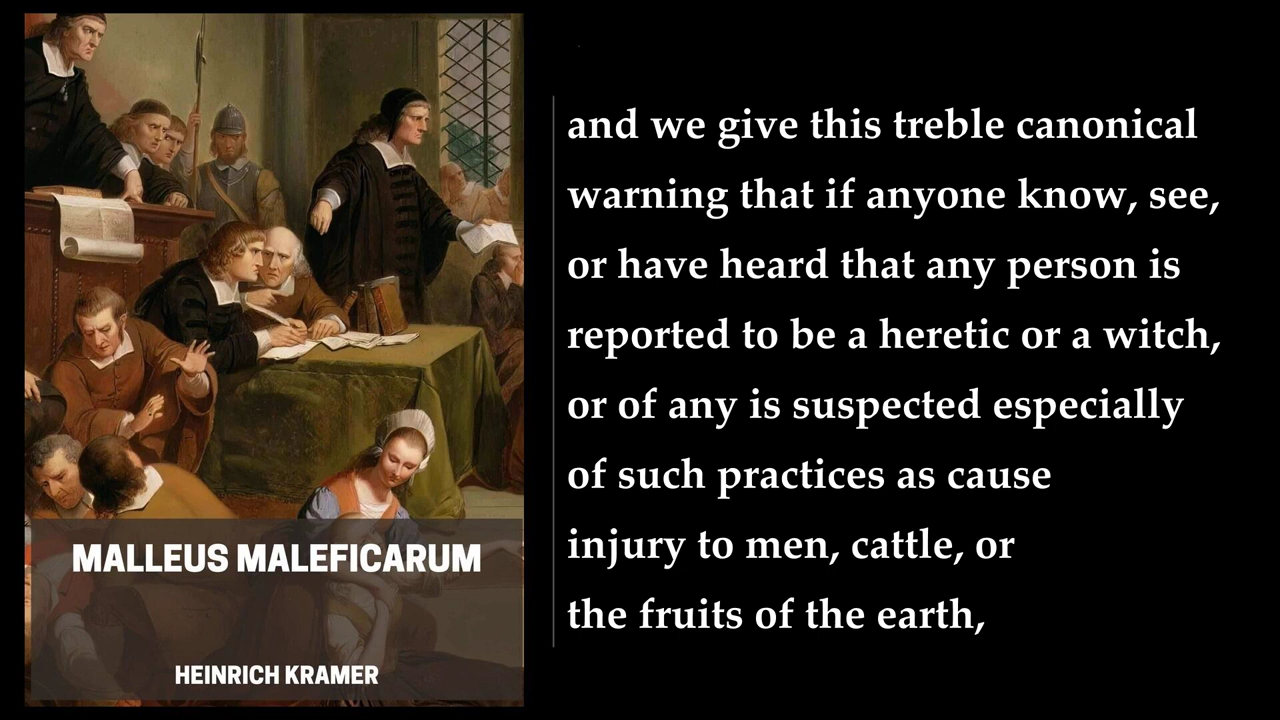 MALLEUS MALEFICARUM
HEINRICH KRAMER
and we give this treble canonical
warning that if anyone know, see,
or have heard that any person is
reported to be a heretic or a witch,
or of any is suspected especially
of such practices as cause
injury to men, cattle, or
the fruits of the earth,